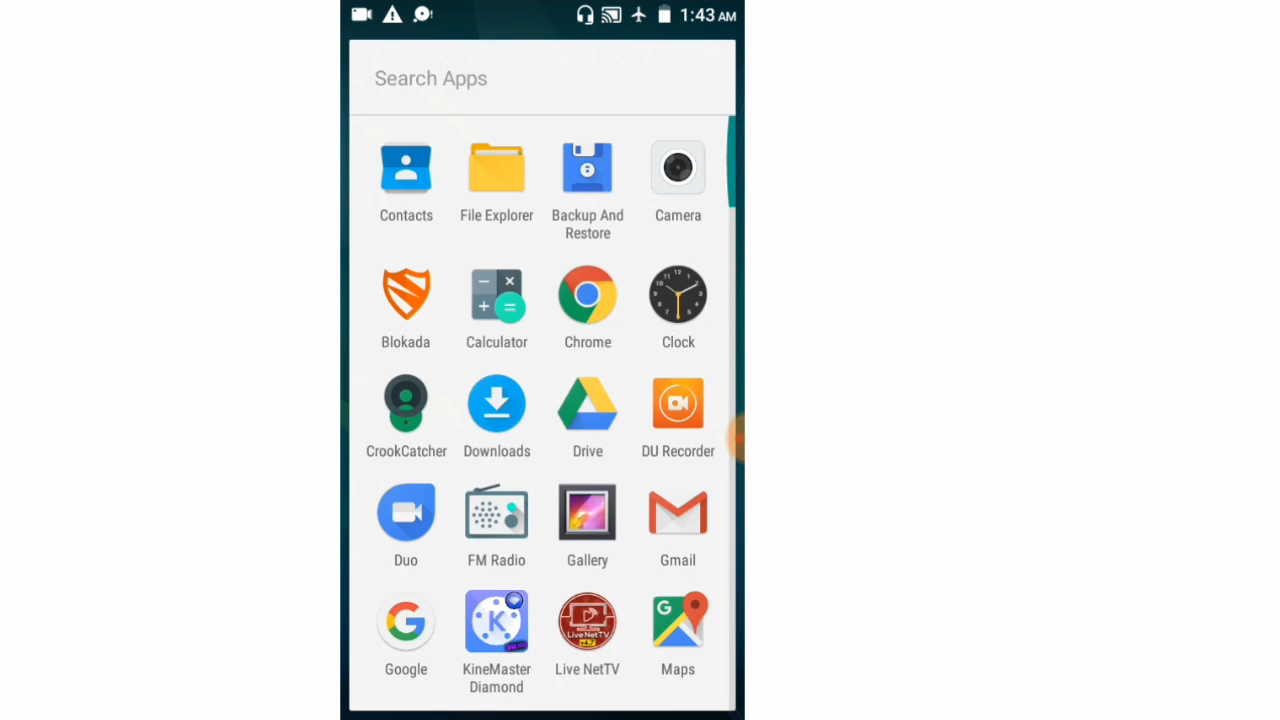 1:43 AM
Search Apps
Contacts
File Explorer
Backup And
Restore
Camera
Blokada
Calculator
Chrome
Clock
CrookCatcher
Downloads
Drive
DU Recorder
Duo
FM Radio
Gallery
Gmail
Google
KineMaster
Diamond
Live NetTV
Maps